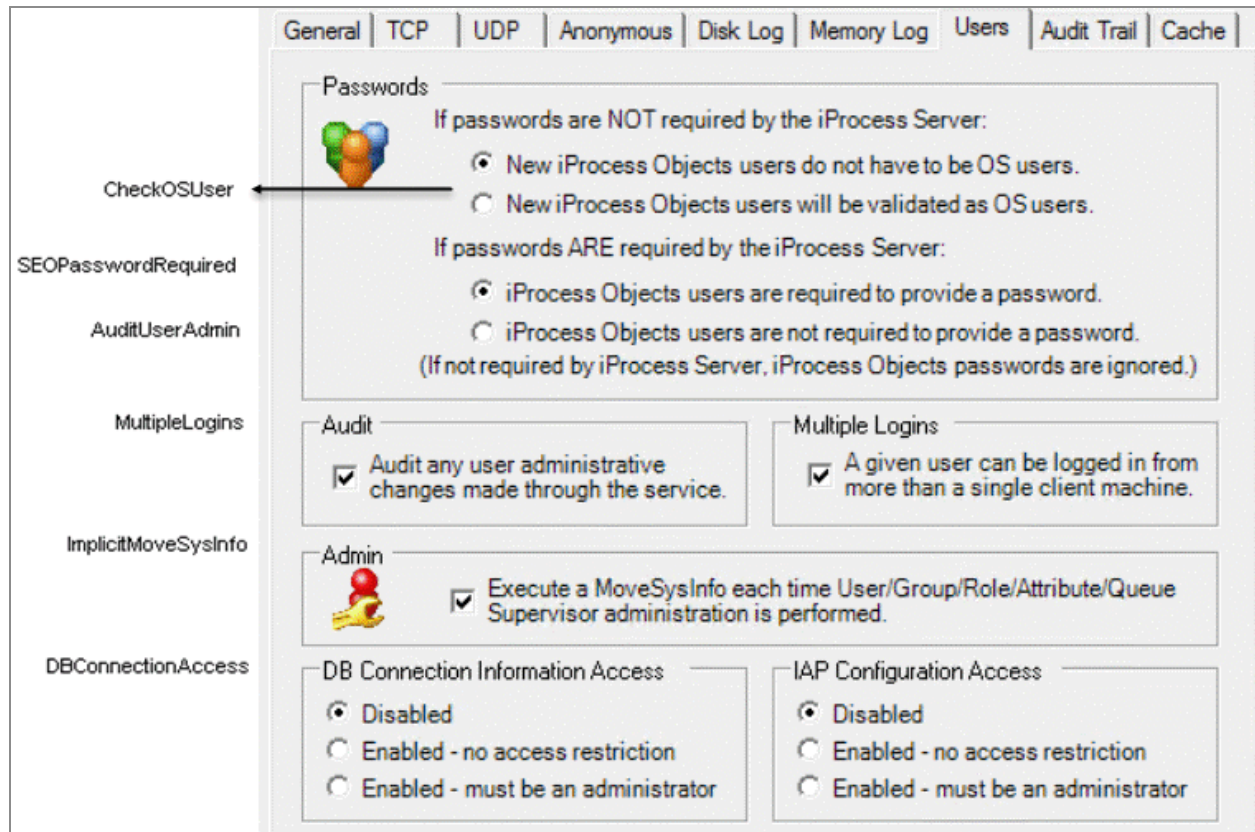 General TCP UDP Anonymous Disk Log Memory Log Users Audit Trail Cache
Passwords
If passwords are NOT required by the iProcess Server:
New iProcess Objects users do not have to be OS users.
CheckOSUser
New iProcess Objects users will be validated as OS users.
If passwords ARE required by the iProcess Server:
SEOPasswordRequired
iProcess Objects users are required to provide a password.
AuditUserAdmin
iProcess Objects users are not required to provide a password.
(If not required by iProcess Server, iProcess Objects passwords are ignored.)
MultipleLogins
Audit
Audit any user administrative
changes made through the service.
Multiple Logins
A given user can be logged in from
more than a single client machine.
ImplicitMoveSysInfo
Admin
Execute a MoveSysInfo each time User/Group/Role/Attribute/Queue
Supervisor administration is performed.
DBConnectionAccess
DB Connection Information Access
Disabled
Enabled - no access restriction
Enabled - must be an administrator
IAP Configuration Access
Disabled
Enabled - no access restriction
Enabled - must be an administrator